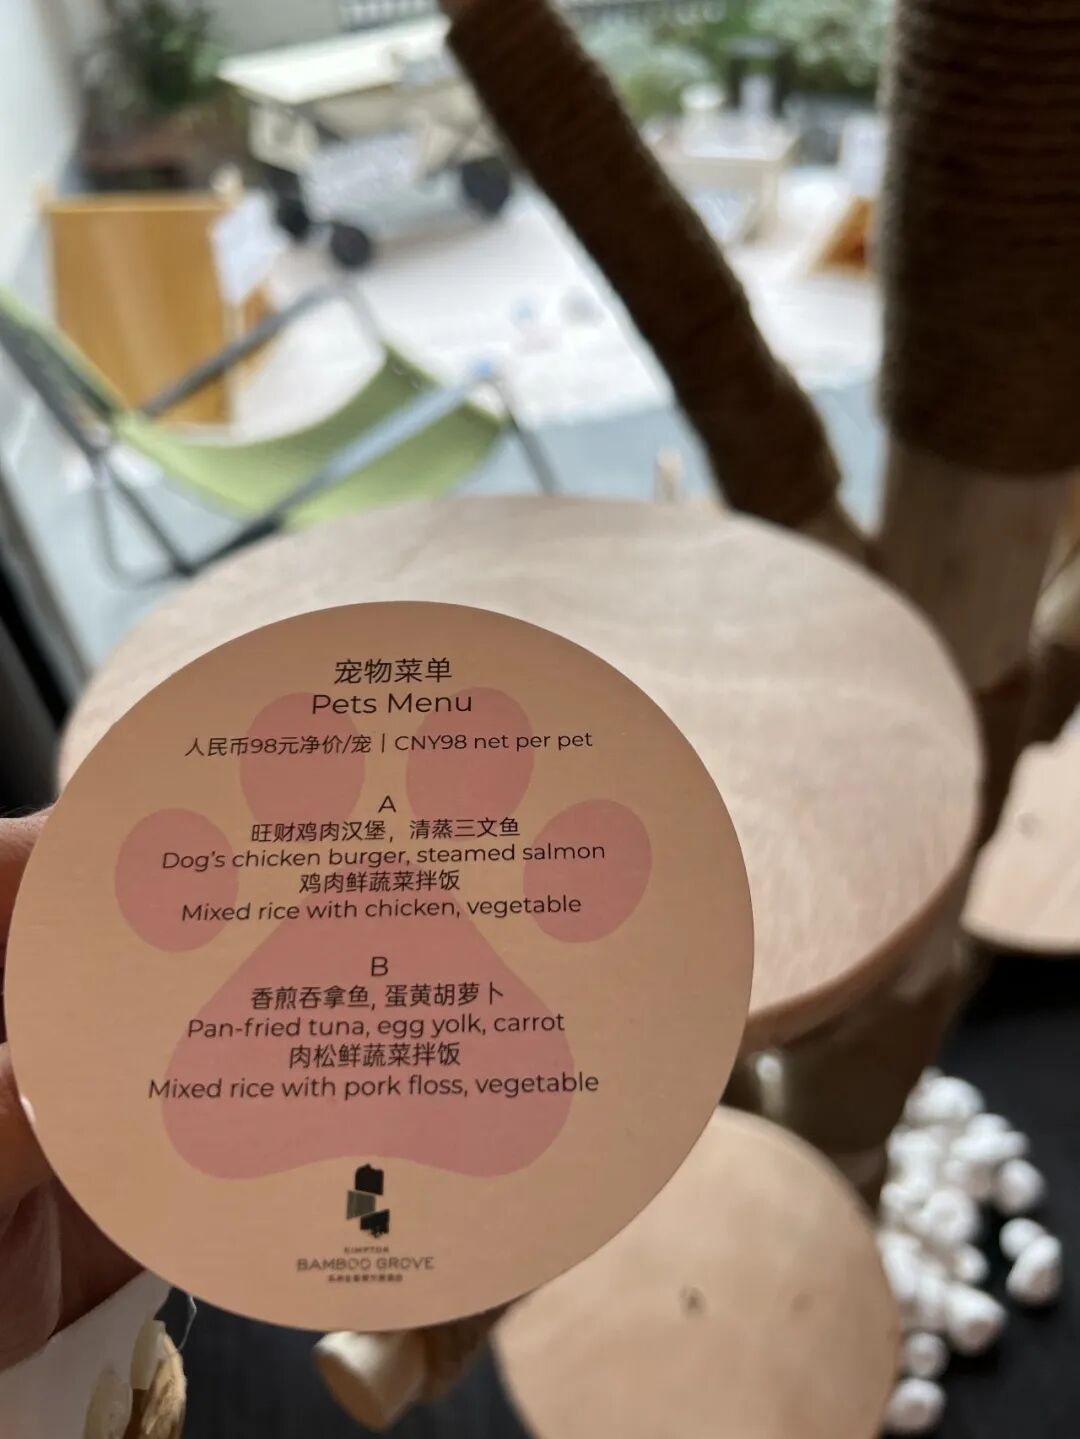 宠物菜单
Pets Menu
人民币98元净价/宠 | CNY98 net per pet
A
旺财鸡肉汉堡，清蒸三文鱼
Dog's chicken burger, steamed salmon
鸡肉鲜蔬菜拌饭
Mixed rice with chicken, vegetable
B
香煎吞拿鱼, 蛋黄胡萝卜
Pan-fried tuna, egg yolk, carrot
肉松鲜蔬菜拌饭
Mixed rice with pork floss, vegetable
KIMPTON
BAMBOO GROVE